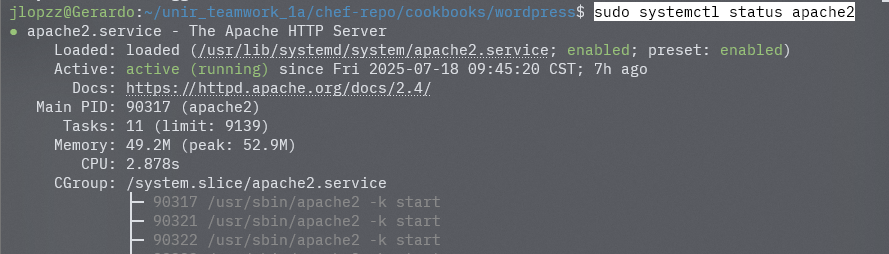 jlopzz@Gerardo:~/unir_teamwork_1a/chef-repo/cookbooks/wordpress$ sudo systemctl status apache2
● apache2.service - The Apache HTTP Server
Loaded: loaded (/usr/lib/systemd/system/apache2.service; enabled; preset: enabled)
Active: active (running) since Fri 2025-07-18 09:45:20 CST; 7h ago
Docs: https://httpd.apache.org/docs/2.4/
Main PID: 90317 (apache2)
Tasks: 11 (limit: 9139)
Memory: 49.2M (peak: 52.9M)
CPU: 2.878s
CGroup: /system.slice/apache2.service
├─ 90317 /usr/sbin/apache2 -k start
├─ 90321 /usr/sbin/apache2 -k start
├─ 90322 /usr/sbin/apache2 -k start